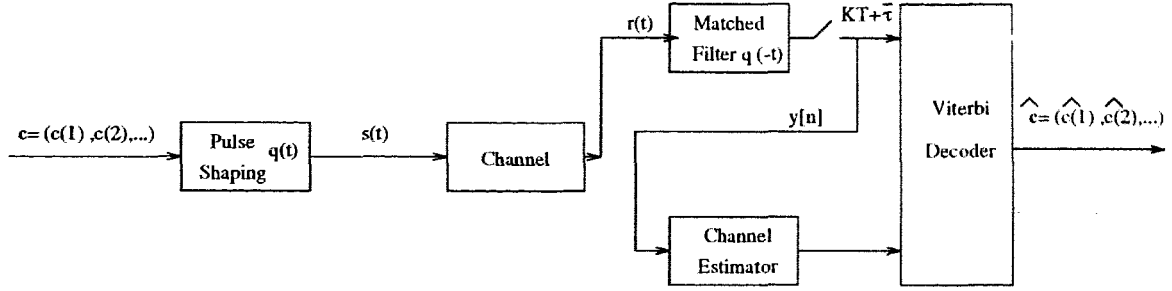 c= (c(1) ,c(2),...)
Pulse
Shaping
q(t)
s(t)
Channel
r(t)
Matched
Filter q (-t)
KT+τ̄
y[n]
Channel
Estimator
Viterbi
Decoder
ĉ= (ĉ(1) ,ĉ(2),...)